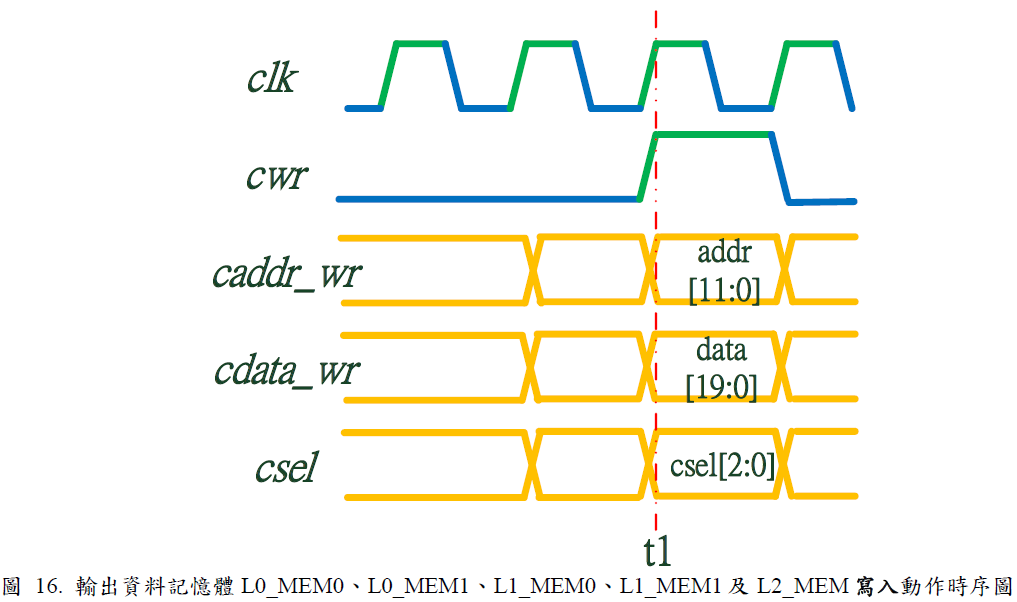 clk
cwr
caddr_wr
addr
[11:0]
cdata_wr
data
[19:0]
csel
csel[2:0]
t1
圖 16. 輸出資料記憶體 L0_MEM0、L0_MEM1、L1_MEM0、L1_MEM1 及 L2_MEM 寫入動作時序圖